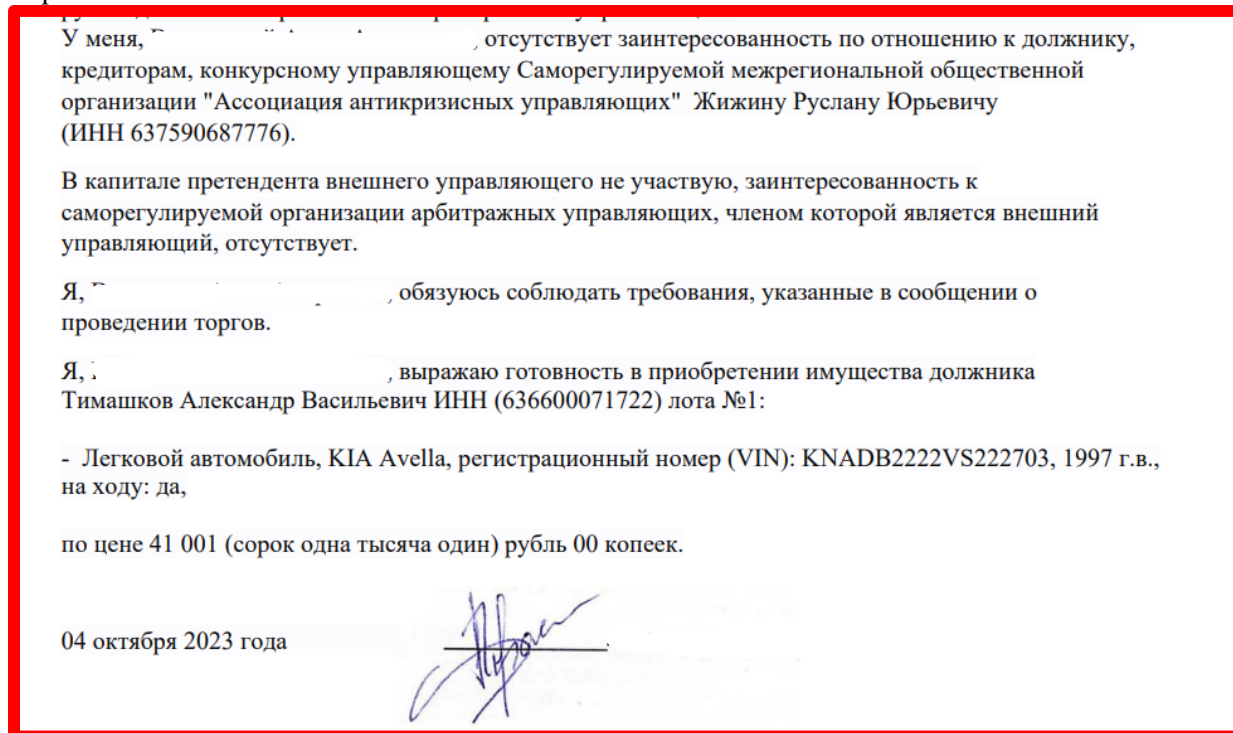 У меня, , отсутствует заинтересованность по отношению к должнику,
кредиторам, конкурсному управляющему Саморегулируемой межрегиональной общественной
организации "Ассоциация антикризисных управляющих" Жижину Руслану Юрьевичу
(ИНН 637590687776).
В капитале претендента внешнего управляющего не участвую, заинтересованность к
саморегулируемой организации арбитражных управляющих, членом которой является внешний
управляющий, отсутствует.
Я, , обязуюсь соблюдать требования, указанные в сообщении о
проведении торгов.
Я, , выражаю готовность в приобретении имущества должника
Тимашков Александр Васильевич ИНН (636600071722) лота №1:
- Легковой автомобиль, KIA Avella, регистрационный номер (VIN): KNADB2222VS222703, 1997 г.в.,
на ходу: да,
по цене 41 001 (сорок одна тысяча один) рубль 00 копеек.
04 октября 2023 года